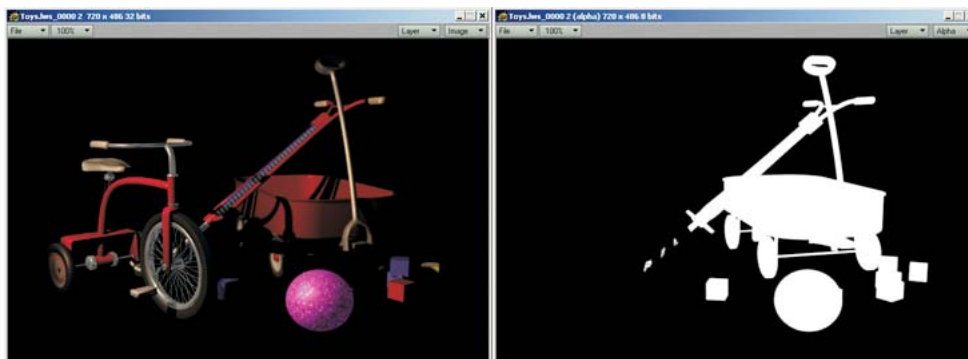 Toys.lws_0000 2 720 x 486 32 bits
File 100% Layer Image
Toys.lws_0000 2 (alpha) 720 x 486 8 bits
File 100% Layer Alpha